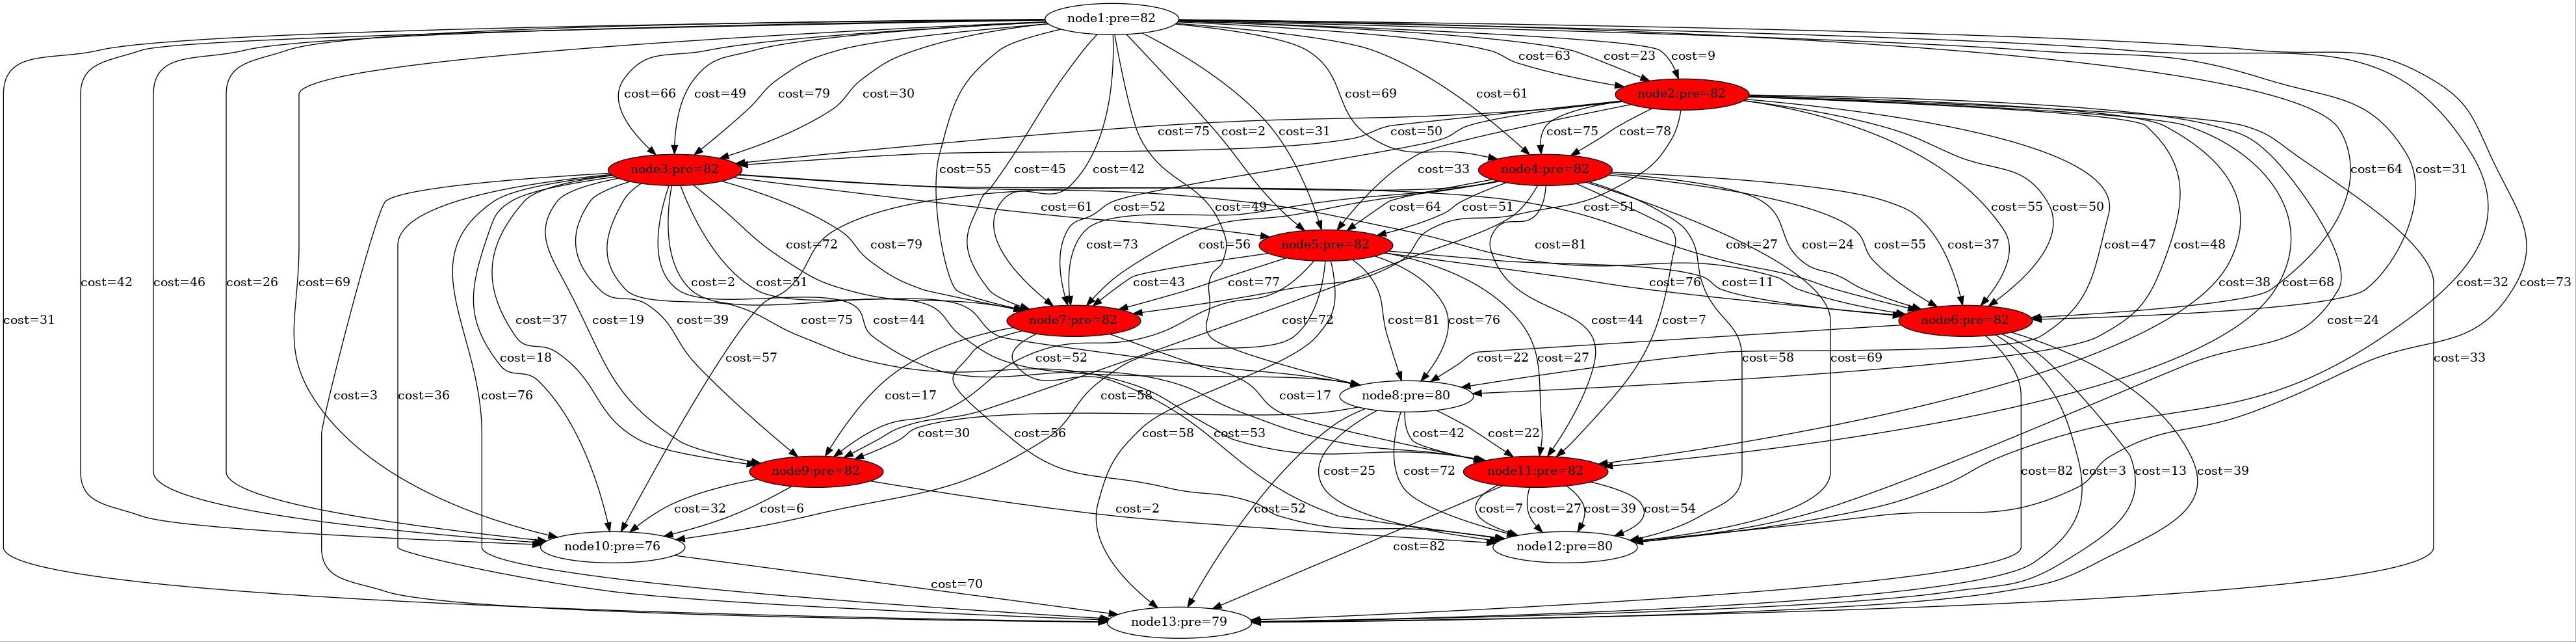 node1:pre=82
cost=63 cost=23 cost=9
node2:pre=82
cost=66 cost=49 cost=79 cost=30 cost=69 cost=61
cost=75 cost=2 cost=31 cost=50 cost=75 cost=78
node3:pre=82 cost=55 cost=45 cost=42 cost=33 node4:pre=82 cost=64 cost=31
cost=61 cost=52 cost=49 cost=64 cost=51 cost=51 cost=55 cost=50
cost=72 cost=79 cost=73 cost=56 node5:pre=82 cost=81 cost=27 cost=24 cost=55 cost=37 cost=47 cost=48
cost=42 cost=46 cost=26 cost=69 cost=2 cost=51 cost=43 cost=77 cost=76 cost=11 cost=38 cost=68 cost=32 cost=73
cost=31 cost=37 cost=19 cost=39 cost=75 cost=44 node7:pre=82 cost=72 cost=81 cost=76 cost=44 cost=7 node6:pre=82 cost=24
cost=18 cost=57 cost=52 cost=22 cost=27 cost=58 cost=69 cost=33
cost=3 cost=36 cost=76 cost=17 cost=58 cost=17 node8:pre=80
cost=30 cost=56 cost=58 cost=53 cost=42 cost=22
node9:pre=82 cost=25 cost=72 node11:pre=82 cost=82 cost=3 cost=13 cost=39
cost=32 cost=6 cost=2 cost=52 cost=7 cost=27 cost=39 cost=54
node10:pre=76 cost=82 node12:pre=80
cost=70
node13:pre=79